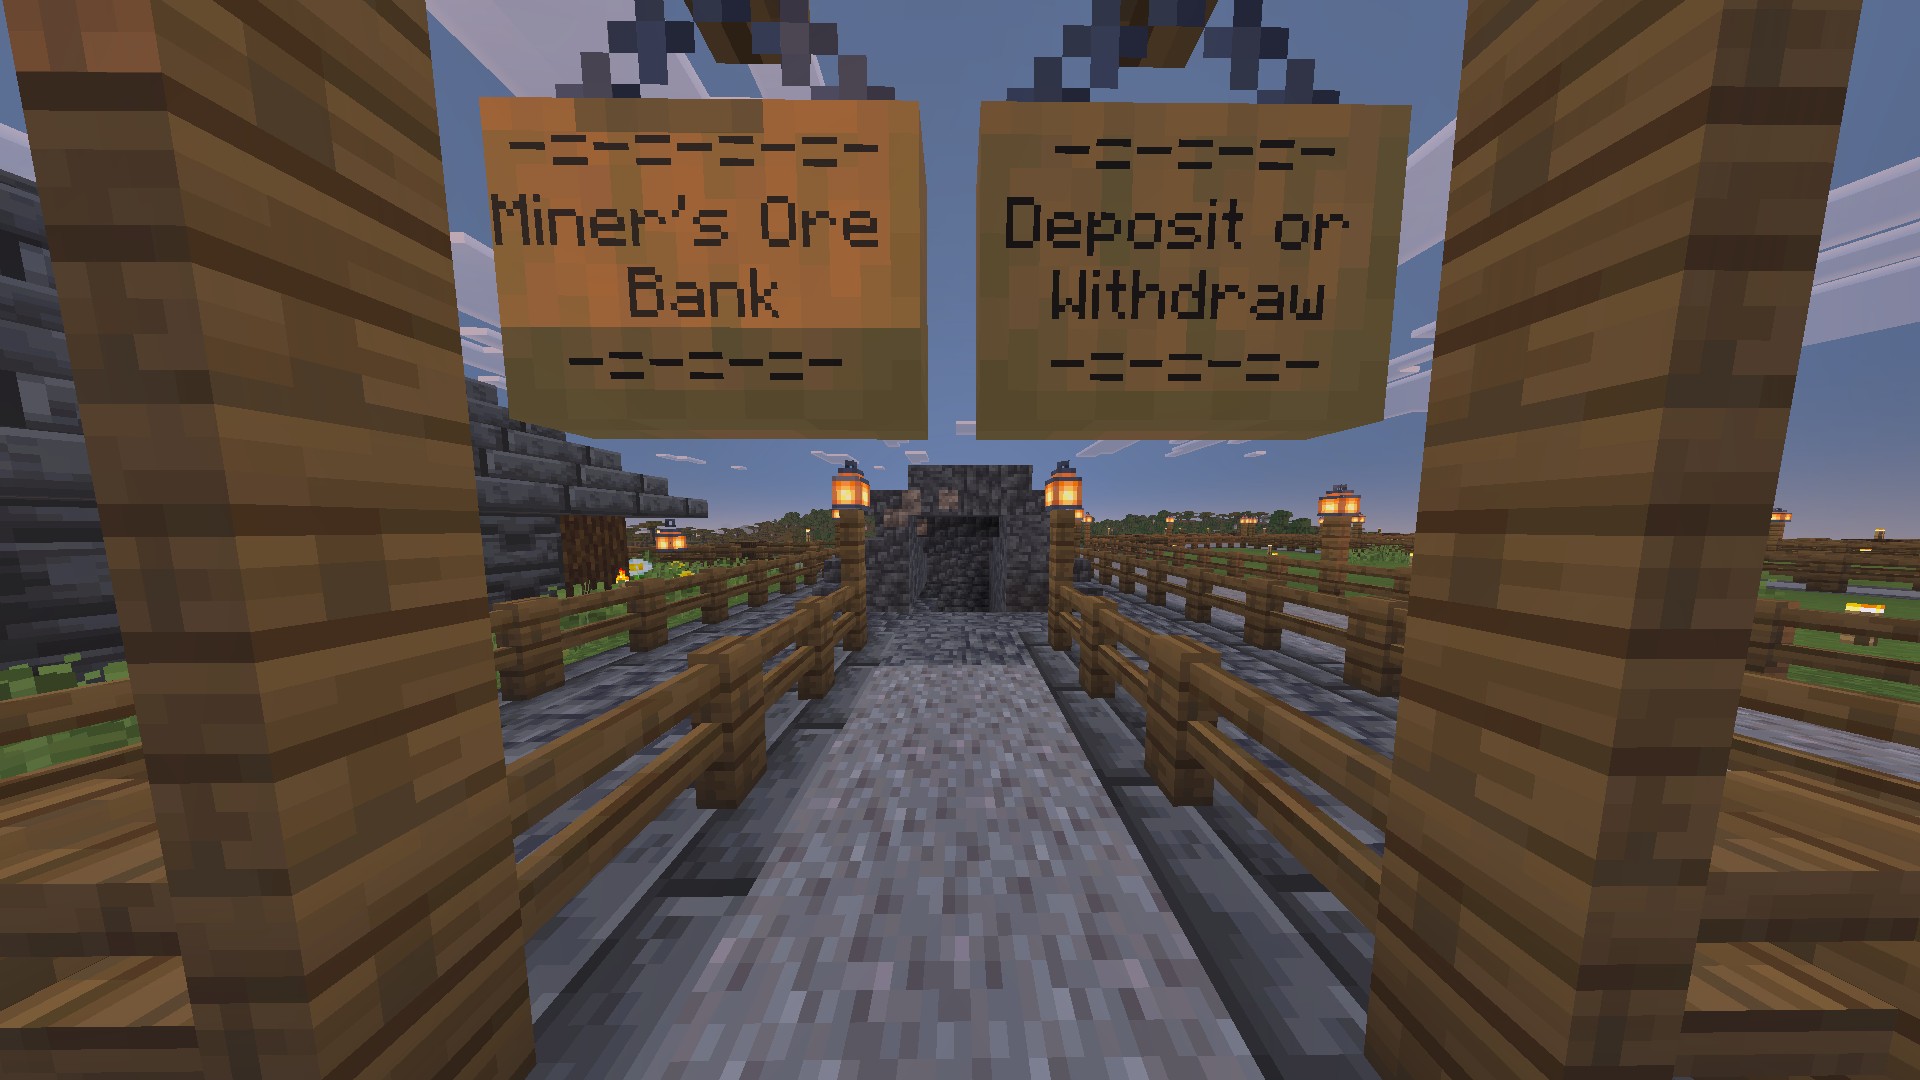 -=-=-=-=-
Miner's Ore
Bank
-=-=-=-
-=-=-=-
Deposit or
Withdraw
-=-=-=-